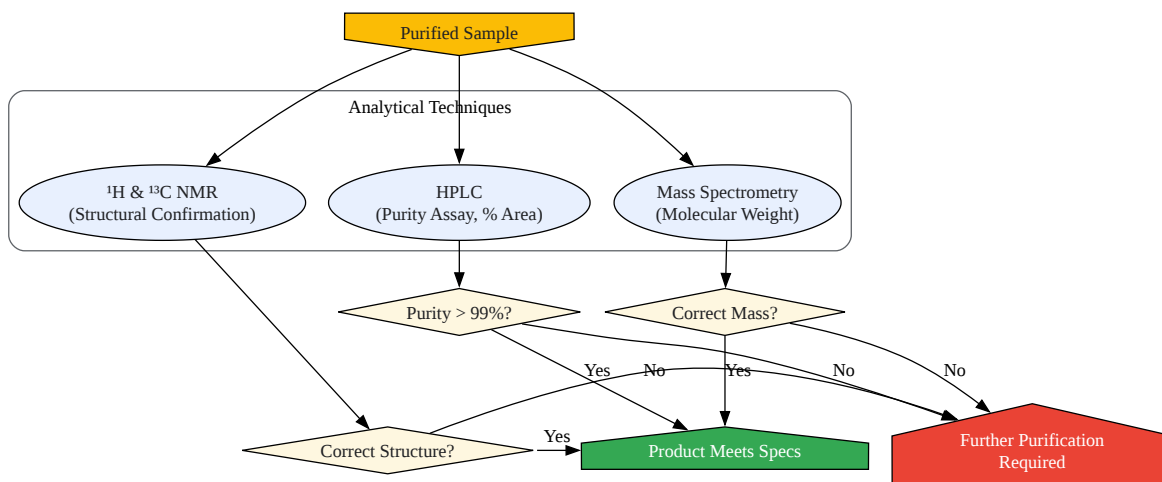 Purified Sample
Analytical Techniques
¹H & ¹³C NMR
(Structural Confirmation)
HPLC
(Purity Assay, % Area)
Mass Spectrometry
(Molecular Weight)
Purity > 99%?
Correct Mass?
Yes
No
Yes
No
No
Correct Structure?
Yes
Product Meets Specs
Further Purification
Required